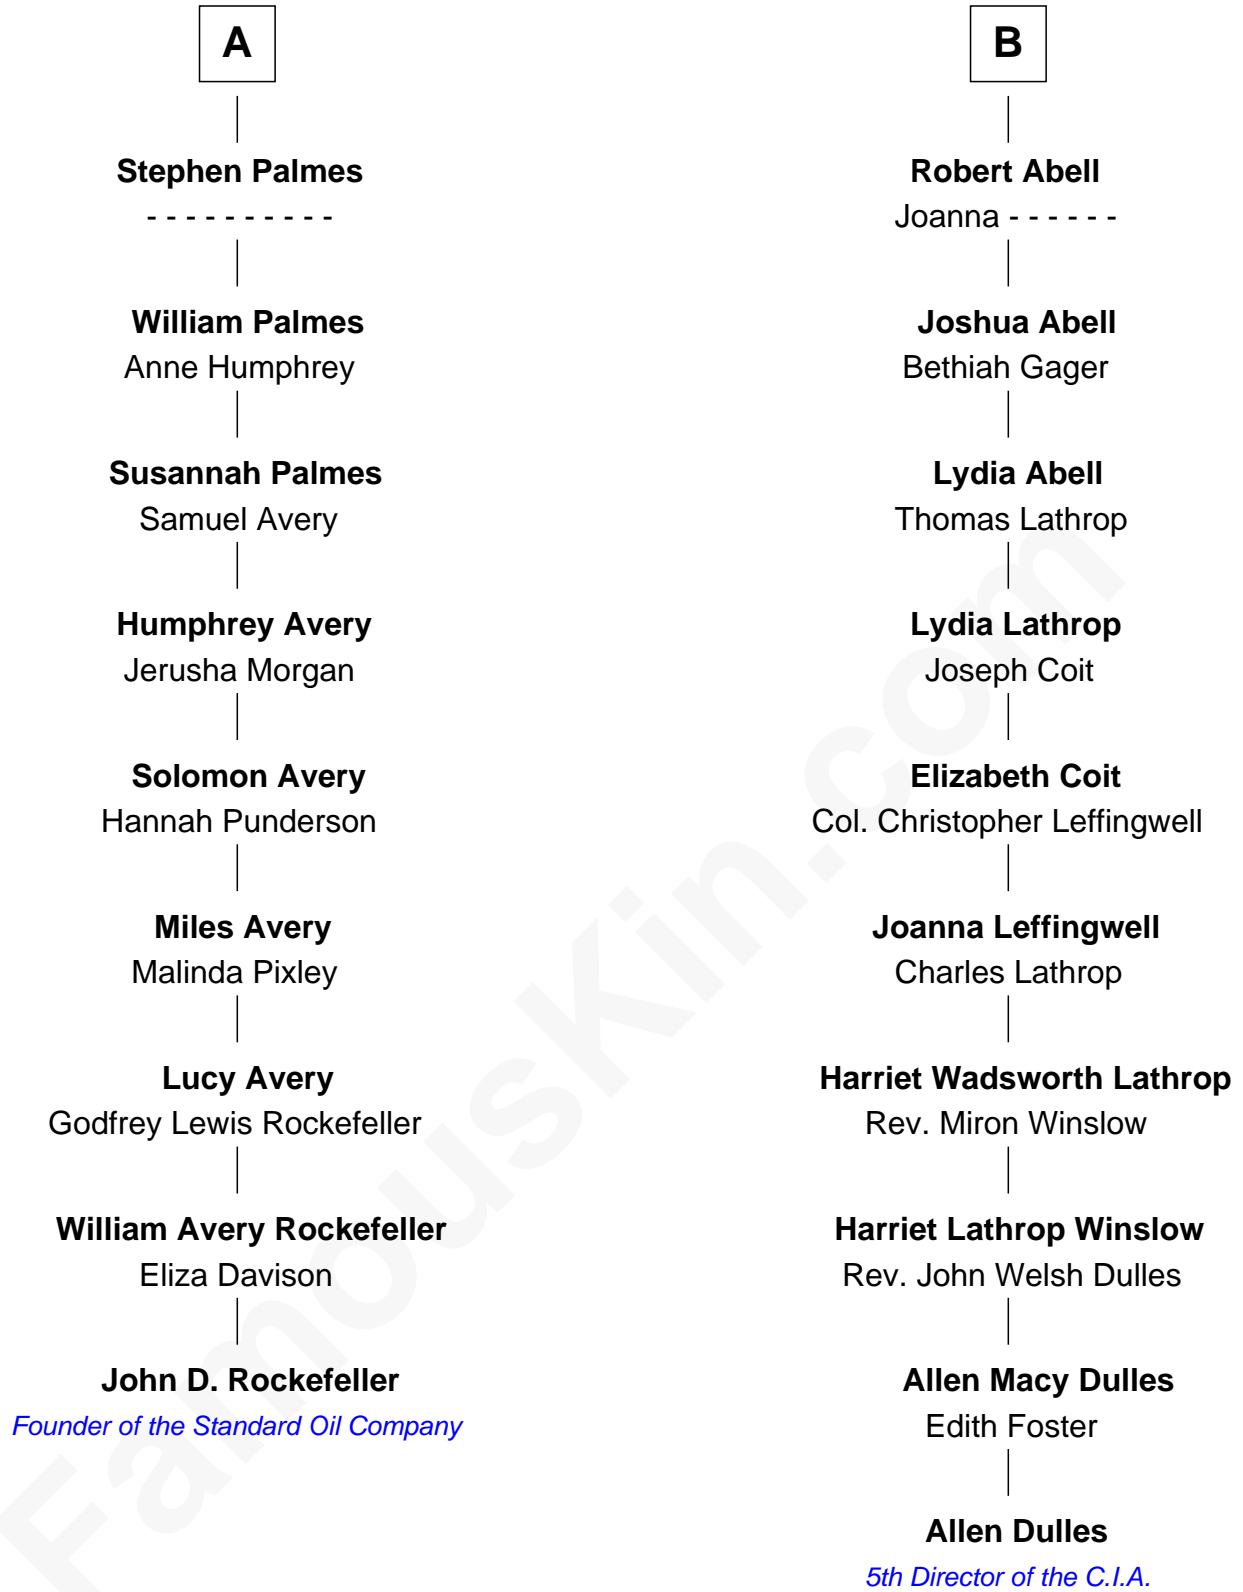 A
Stephen Palmes
- - - - - - - - - -
William Palmes
Anne Humphrey
Susannah Palmes
Samuel Avery
Humphrey Avery
Jerusha Morgan
Solomon Avery
Hannah Punderson
Miles Avery
Malinda Pixley
Lucy Avery
Godfrey Lewis Rockefeller
William Avery Rockefeller
Eliza Davison
John D. Rockefeller
Founder of the Standard Oil Company
B
Robert Abell
Joanna - - - - - -
Joshua Abell
Bethiah Gager
Lydia Abell
Thomas Lathrop
Lydia Lathrop
Joseph Coit
Elizabeth Coit
Col. Christopher Leffingwell
Joanna Leffingwell
Charles Lathrop
Harriet Wadsworth Lathrop
Rev. Miron Winslow
Harriet Lathrop Winslow
Rev. John Welsh Dulles
Allen Macy Dulles
Edith Foster
Allen Dulles
5th Director of the C.I.A.
FamousKin.com